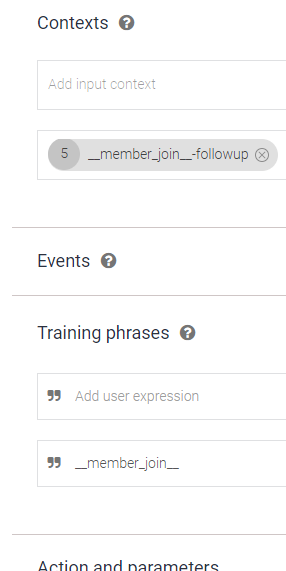 Contexts ?
Add input context
5 __member_join__-followup
Events ?
Training phrases ?
Add user expression
__member_join__
Action and parameters